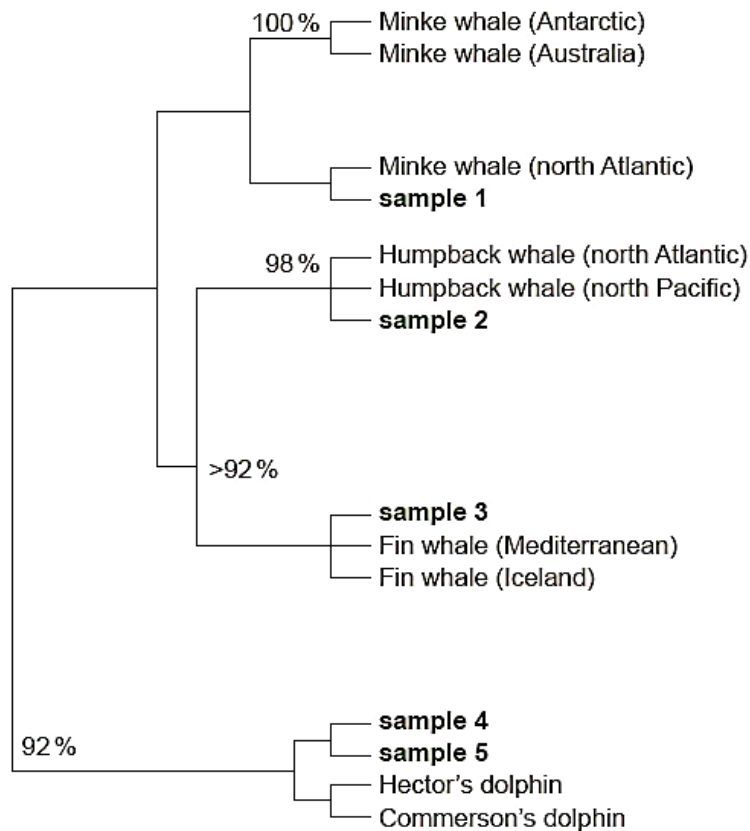 100 %
Minke whale (Antarctic)
Minke whale (Australia)
Minke whale (north Atlantic)
sample 1
98 %
Humpback whale (north Atlantic)
Humpback whale (north Pacific)
sample 2
>92 %
sample 3
Fin whale (Mediterranean)
Fin whale (Iceland)
92 %
sample 4
sample 5
Hector's dolphin
Commerson's dolphin